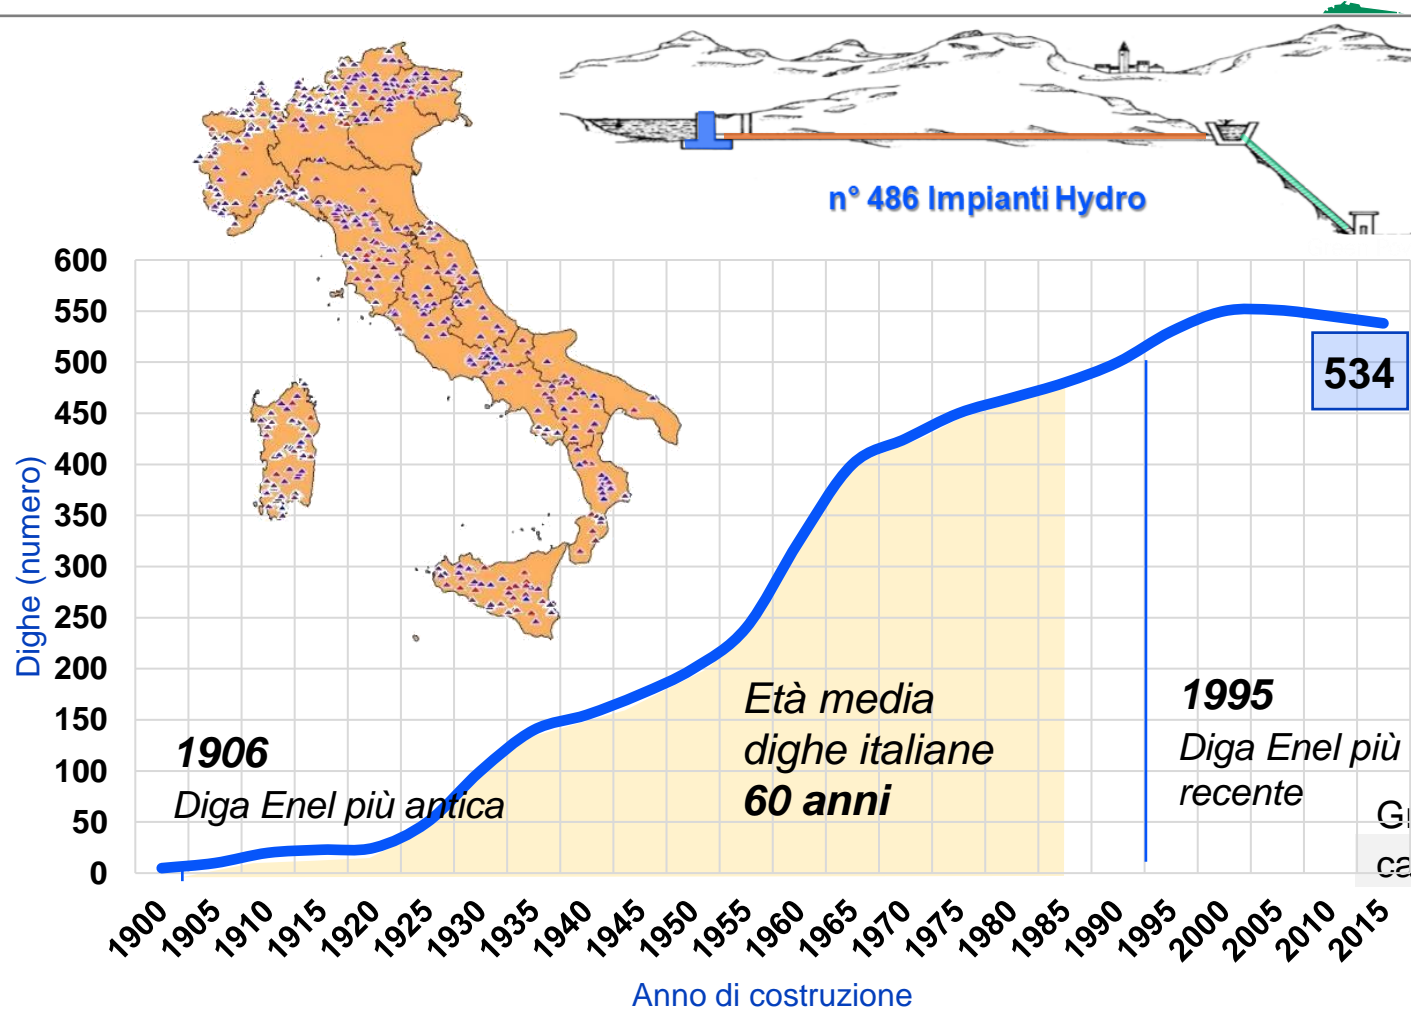 n° 486 Impianti Hydro
600
550
500
450
400
350
300
250
200
150
100
50
0
Dighe (numero)
534
1906
Diga Enel più antica
Età media
dighe italiane
60 anni
1995
Diga Enel più
recente
ca
1900 1905 1910 1915 1920 1925 1930 1935 1940 1945 1950 1955 1960 1965 1970 1975 1980 1985 1990 1995 2000 2005 2010 2015
Anno di costruzione